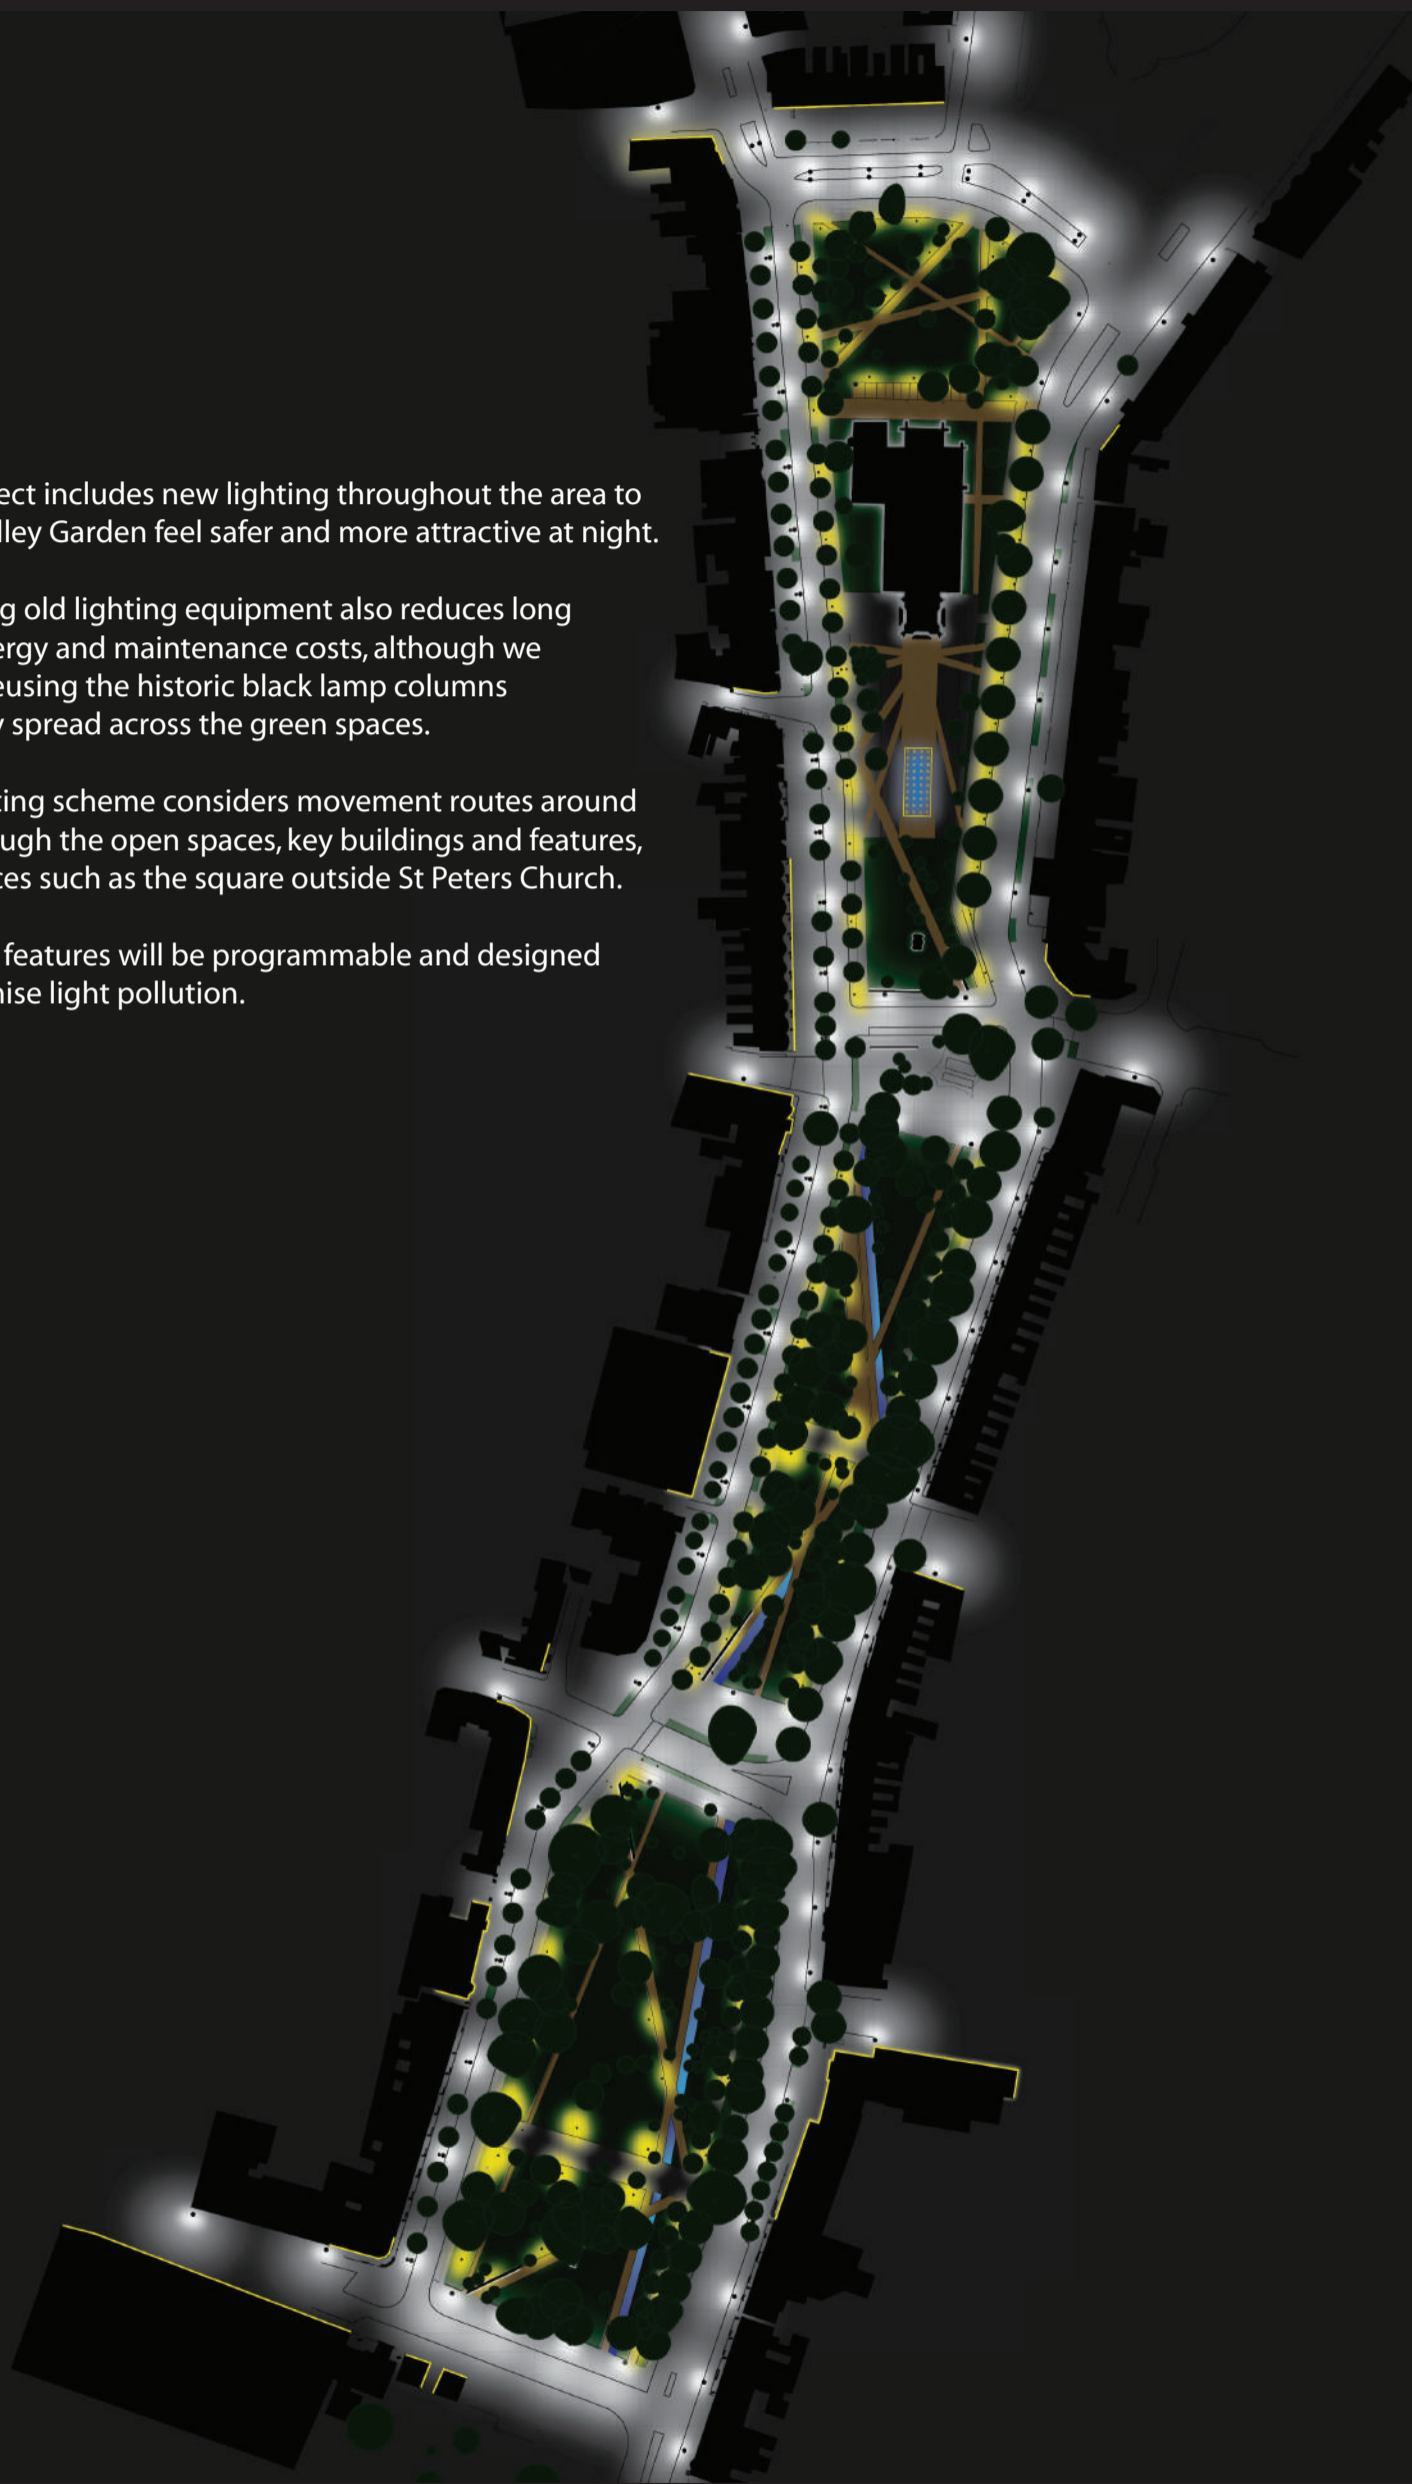 ect includes new lighting throughout the area to
lley Garden feel safer and more attractive at night.
g old lighting equipment also reduces long
ergy and maintenance costs, although we
eusing the historic black lamp columns
y spread across the green spaces.
ting scheme considers movement routes around
ugh the open spaces, key buildings and features,
ces such as the square outside St Peters Church.
features will be programmable and designed
nise light pollution.